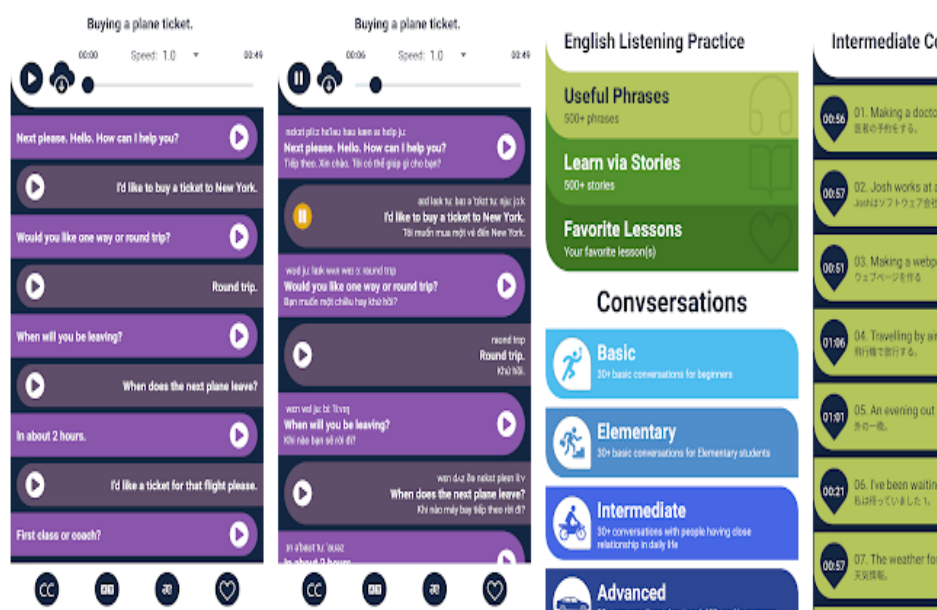 Buying a plane ticket.
00:00
Speed: 1.0
00:49
Next please. Hello. How can I help you?
I'd like to buy a ticket to New York.
Would you like one way or round trip?
Round trip.
When will you be leaving?
When does the next plane leave?
In about 2 hours.
I'd like a ticket for that flight please.
First class or coach?
CC
Buying a plane ticket.
00:06
Speed: 1.0
00:49
Next please. Hello. How can I help you?
Tiếp theo. Xin chào. Tôi có thể giúp gì cho bạn?
I'd like to buy a ticket to New York.
Tôi muốn mua một vé đến New York.
Would you like one way or round trip?
Bạn muốn một chiều hay khứ hồi?
Round trip.
Khứ hồi.
When will you be leaving?
Khi nào bạn sẽ rời đi?
When does the next plane leave?
Khi nào máy bay tiếp theo rời đi?
In about 2 hours
CC
English Listening Practice
Useful Phrases
500+ phrases
Learn via Stories
500+ stories
Favorite Lessons
Your favorite lesson(s)
Convsersations
Basic
30+ basic conversations for beginners
Elementary
30+ basic conversations for Elementary students
Intermediate
30+ conversations with people having close
relationship in daily life
Advanced
Intermediate Co
00:56
01. Making a docto
医者の予約をする。
00:57
02. Josh works at a
Joshはソフトウェア会社
00:51
03. Making a webp
ウェブページを作る
01:06
04. Travelling by air
飛行機で旅行する。
01:01
05. An evening out
外の一晩。
00:21
06. I've been waitin
私は待っていました 1。
00:57
07. The weather for
天気情報。